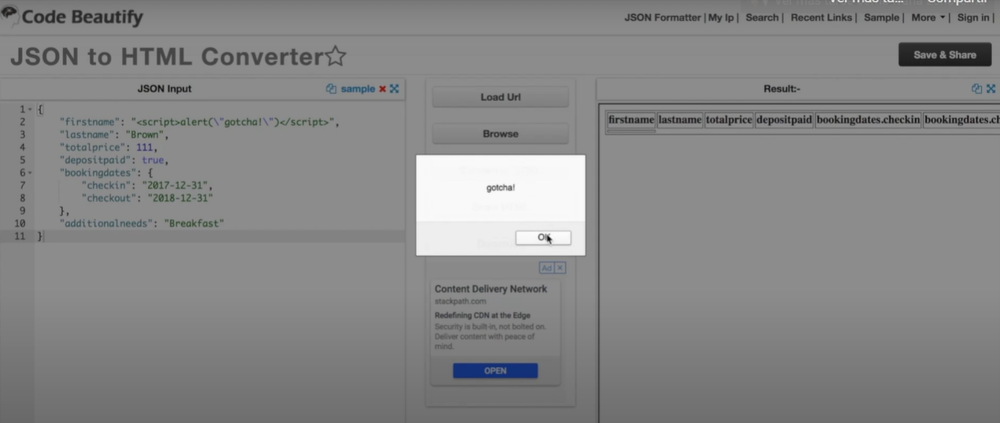 Ver más ta... Compartir
Code Beautify
JSON Formatter | My Ip | Search | Recent Links | Sample | More | Sign in |
JSON to HTML Converter
Save & Share
JSON Input
sample
Load Url
Result:-
1 {
2 "firstname": "<script>alert(\"gotcha!\")</script>",
3 "lastname": "Brown",
4 "totalprice": 111,
5 "depositpaid": true,
6 "bookingdates": {
7 "checkin": "2017-12-31",
8 "checkout": "2018-12-31"
9 },
10 "additionalneeds": "Breakfast"
11 }
Browse
gotcha!
OK
firstname lastname totalprice depositpaid bookingdates.checkin bookingdates.ch
Ad X
Content Delivery Network
stackpath.com
Redefining CDN at the Edge
Security is built-in, not bolted on.
Deliver content with peace of
mind.
OPEN